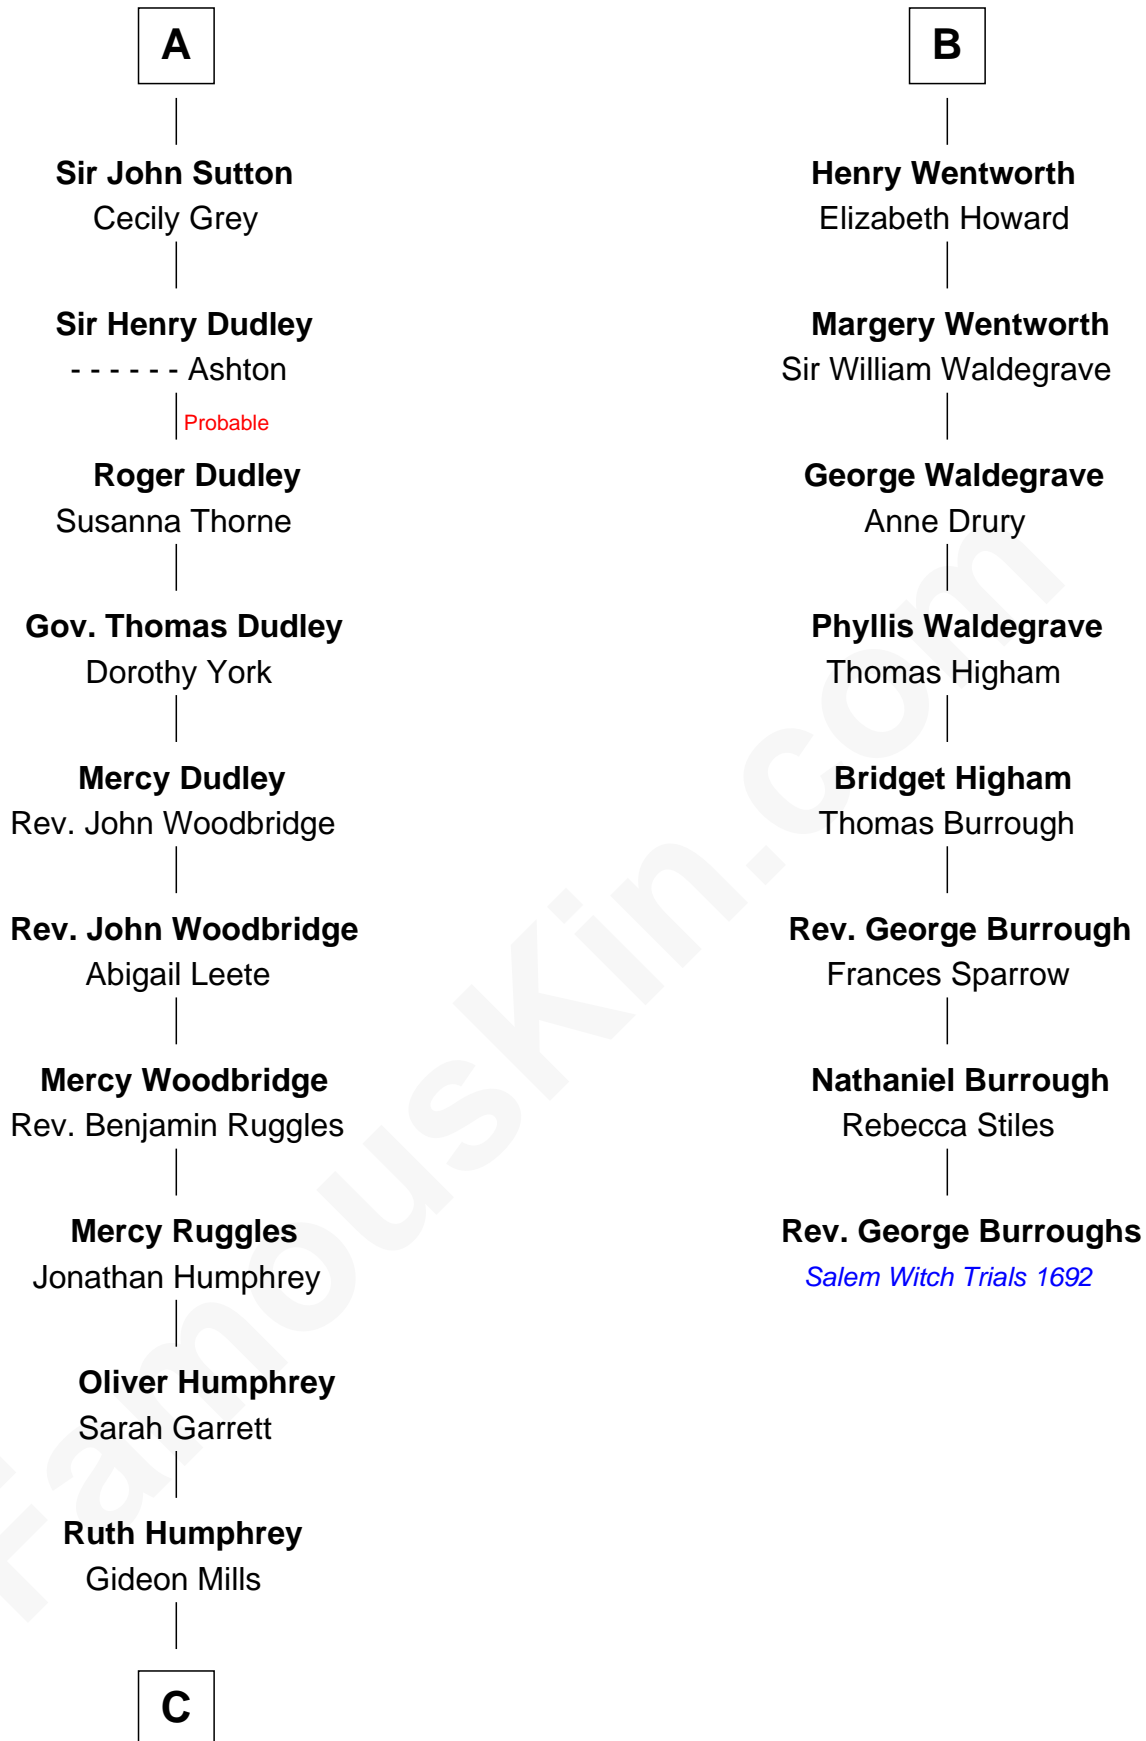 A
Sir John Sutton
Cecily Grey
Sir Henry Dudley
- - - - - - Ashton
Probable
Roger Dudley
Susanna Thorne
Gov. Thomas Dudley
Dorothy York
Mercy Dudley
Rev. John Woodbridge
Rev. John Woodbridge
Abigail Leete
Mercy Woodbridge
Rev. Benjamin Ruggles
Mercy Ruggles
Jonathan Humphrey
Oliver Humphrey
Sarah Garrett
Ruth Humphrey
Gideon Mills
C
B
Henry Wentworth
Elizabeth Howard
Margery Wentworth
Sir William Waldegrave
George Waldegrave
Anne Drury
Phyllis Waldegrave
Thomas Higham
Bridget Higham
Thomas Burrough
Rev. George Burrough
Frances Sparrow
Nathaniel Burrough
Rebecca Stiles
Rev. George Burroughs
Salem Witch Trials 1692
FamousKin.com